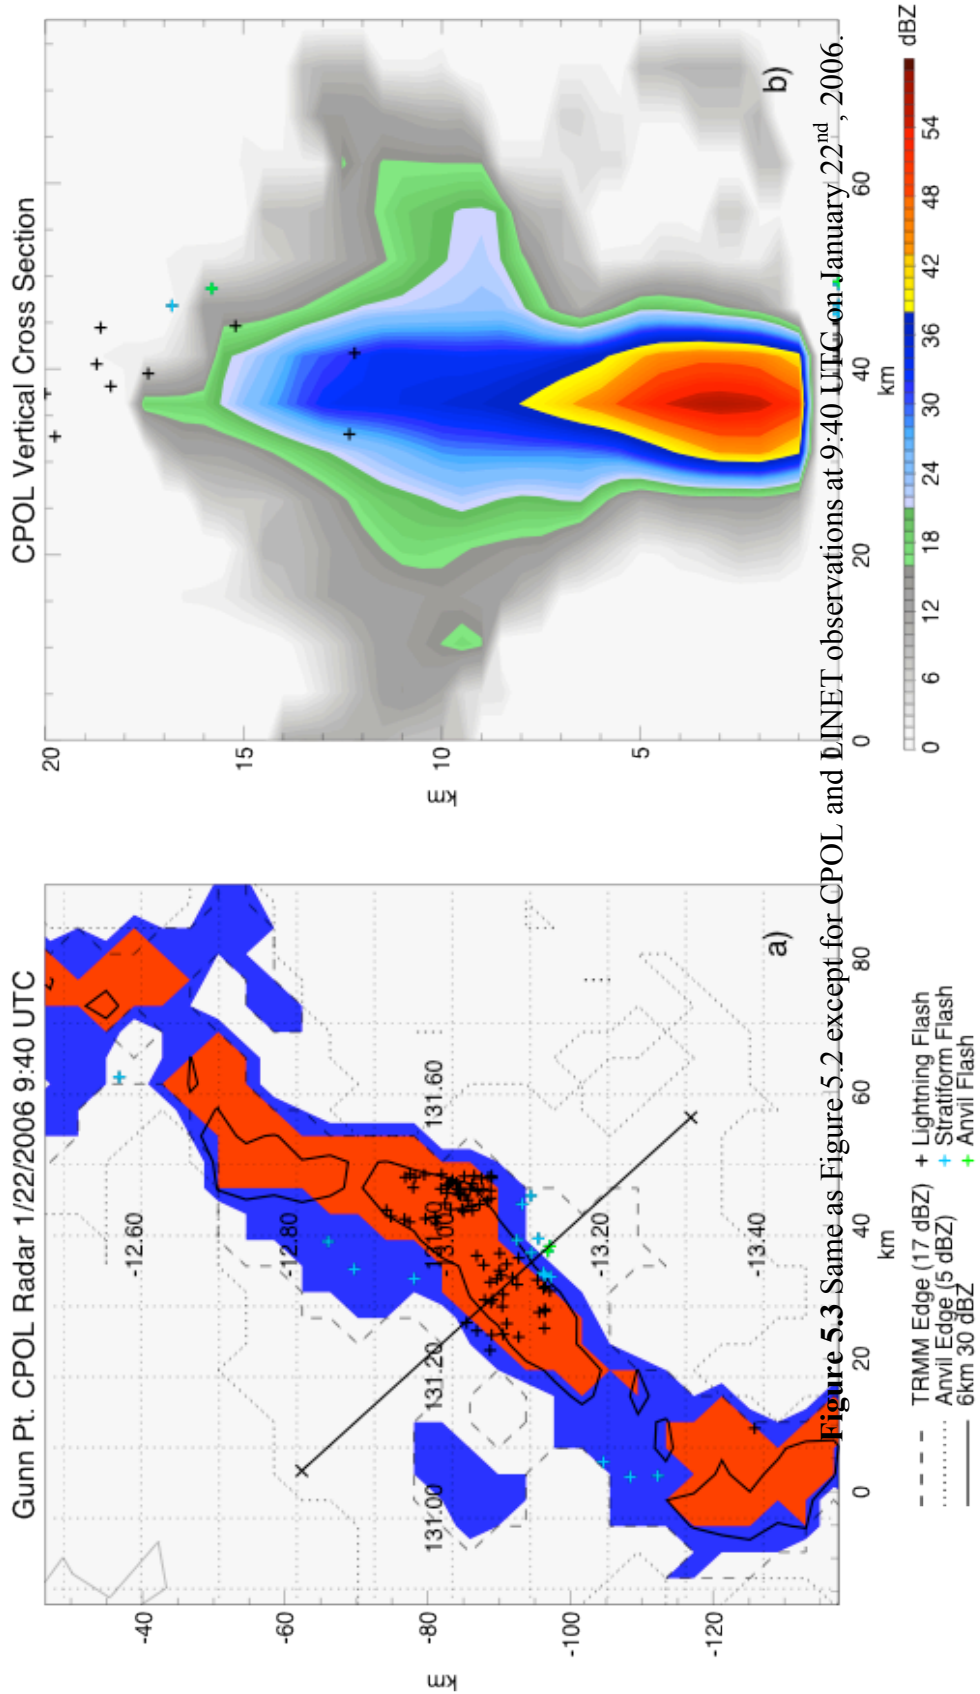 Gunn Pt. CPOL Radar 1/22/2006 9:40 UTC
km
-40
-60
-80
-100
-120
-12.60
-12.80
-13.00
-13.20
-13.40
131.00
131.20
131.60
a)
0 20 40 60 80
km
TRMM Edge (17 dBZ)
Anvil Edge (5 dBZ)
6km 30 dBZ
+ Lightning Flash
+ Stratiform Flash
+ Anvil Flash
CPOL Vertical Cross Section
km
20
15
10
5
b)
0 20 40 60
km
0 6 12 18 24 30 36 42 48 54 dBZ
Figure 5.3 Same as Figure 5.2 except for CPOL and LINET observations at 9:40 UTC on January 22nd, 2006.